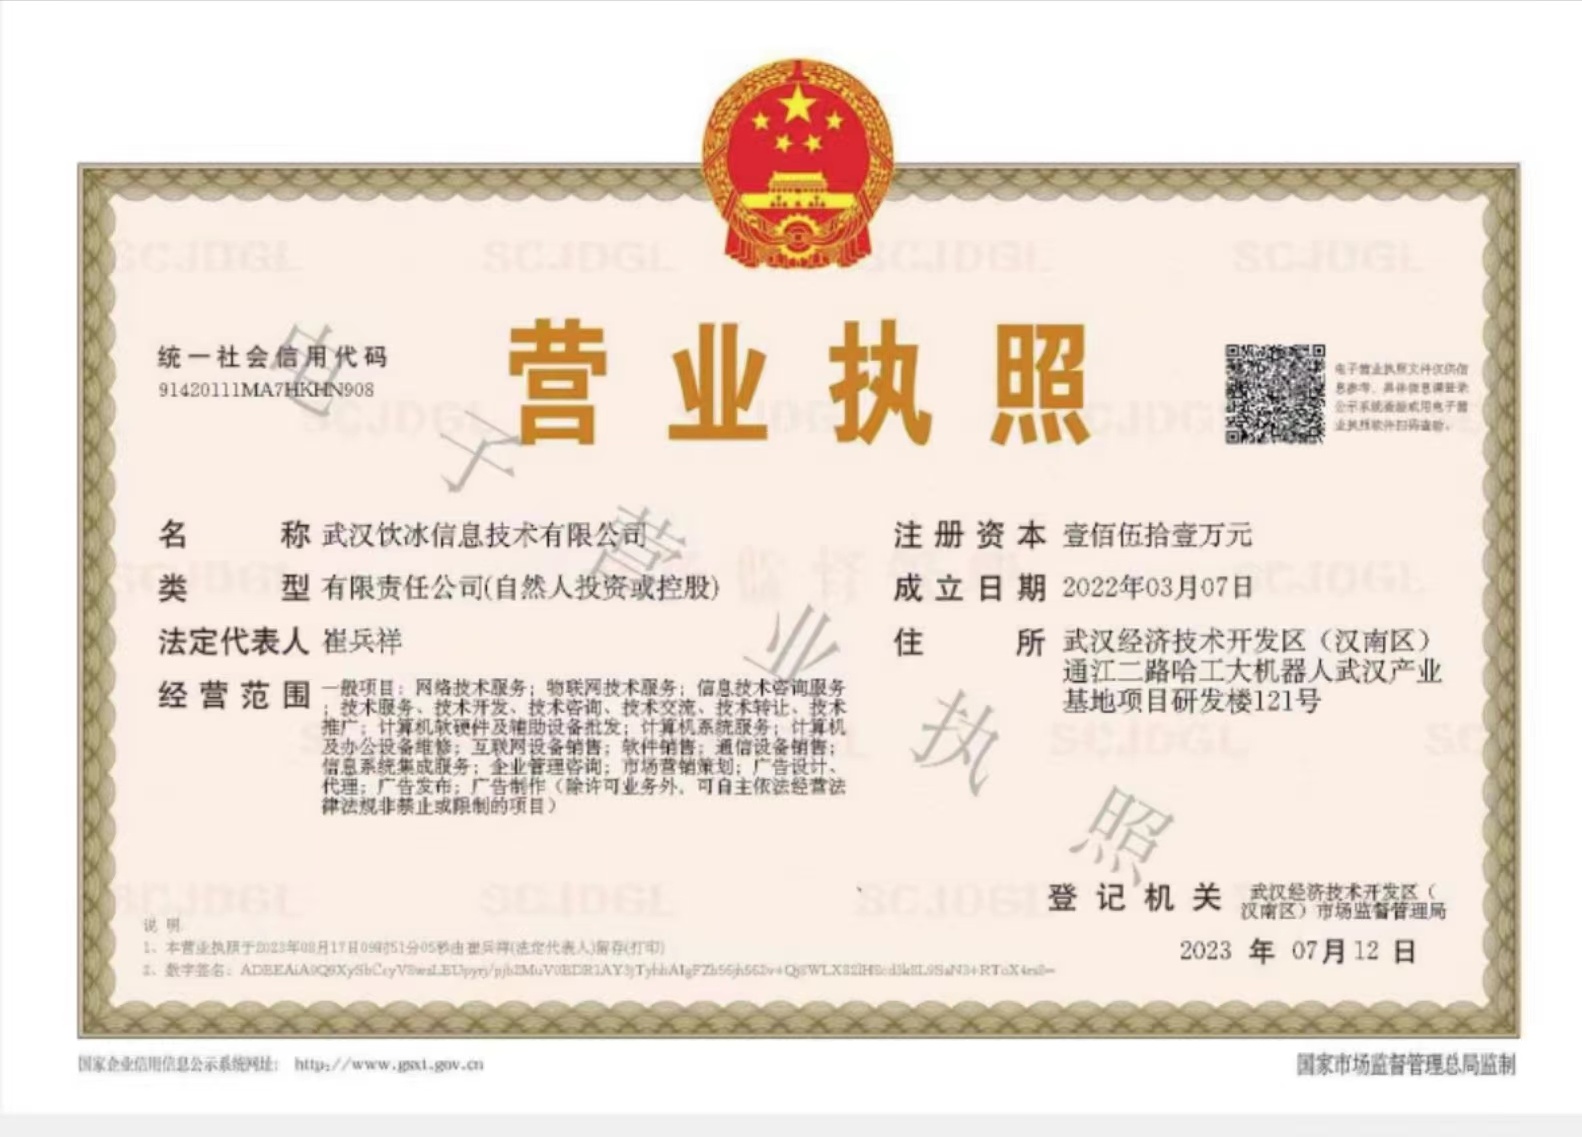 营业执照
统一社会信用代码
91420111MA7HKHN908
电子营业执照文件仅供信
息参考，具体信息请登录
公示系统查验或用电子营
业执照软件扫码查验。
名称 武汉饮冰信息技术有限公司
类型 有限责任公司(自然人投资或控股)
法定代表人 崔兵祥
经营范围 一般项目：网络技术服务；物联网技术服务；信息技术咨询服务
；技术服务、技术开发、技术咨询、技术交流、技术转让、技术
推广；计算机软硬件及辅助设备批发；计算机系统服务；计算机
及办公设备维修；互联网设备销售；软件销售；通信设备销售；
信息系统集成服务；企业管理咨询；市场营销策划；广告设计、
代理；广告发布；广告制作（除许可业务外，可自主依法经营法
律法规非禁止或限制的项目）
注册资本 壹佰伍拾壹万元
成立日期 2022年03月07日
住所 武汉经济技术开发区（汉南区）
通江二路哈工大机器人武汉产业
基地项目研发楼121号
电子营业执照
登记机关 武汉经济技术开发区（
汉南区）市场监督管理局
2023 年 07月12 日
说明：
1、本营业执照于2023年08月17日09时51分05秒由崔兵祥(法定代表人)留存(打印)
2、数字签名：
国家企业信用信息公示系统网址： http://www.gsxt.gov.cn
国家市场监督管理总局监制
SCJDGL